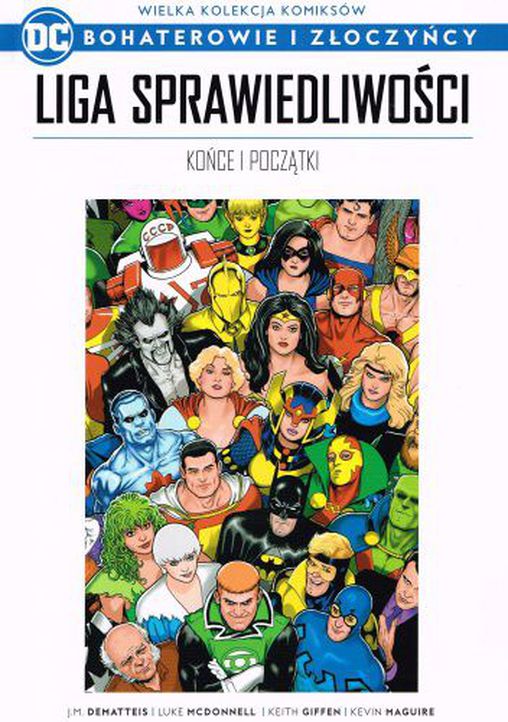 WIELKA KOLEKCJA KOMIKSÓW
DC BOHATEROWIE I ZŁOCZYŃCY
LIGA SPRAWIEDLIWOŚCI
KOŃCE I POCZĄTKI
CCCP
J.M. DEMATTEIS | LUKE MCDONNELL | KEITH GIFFEN | KEVIN MAGUIRE